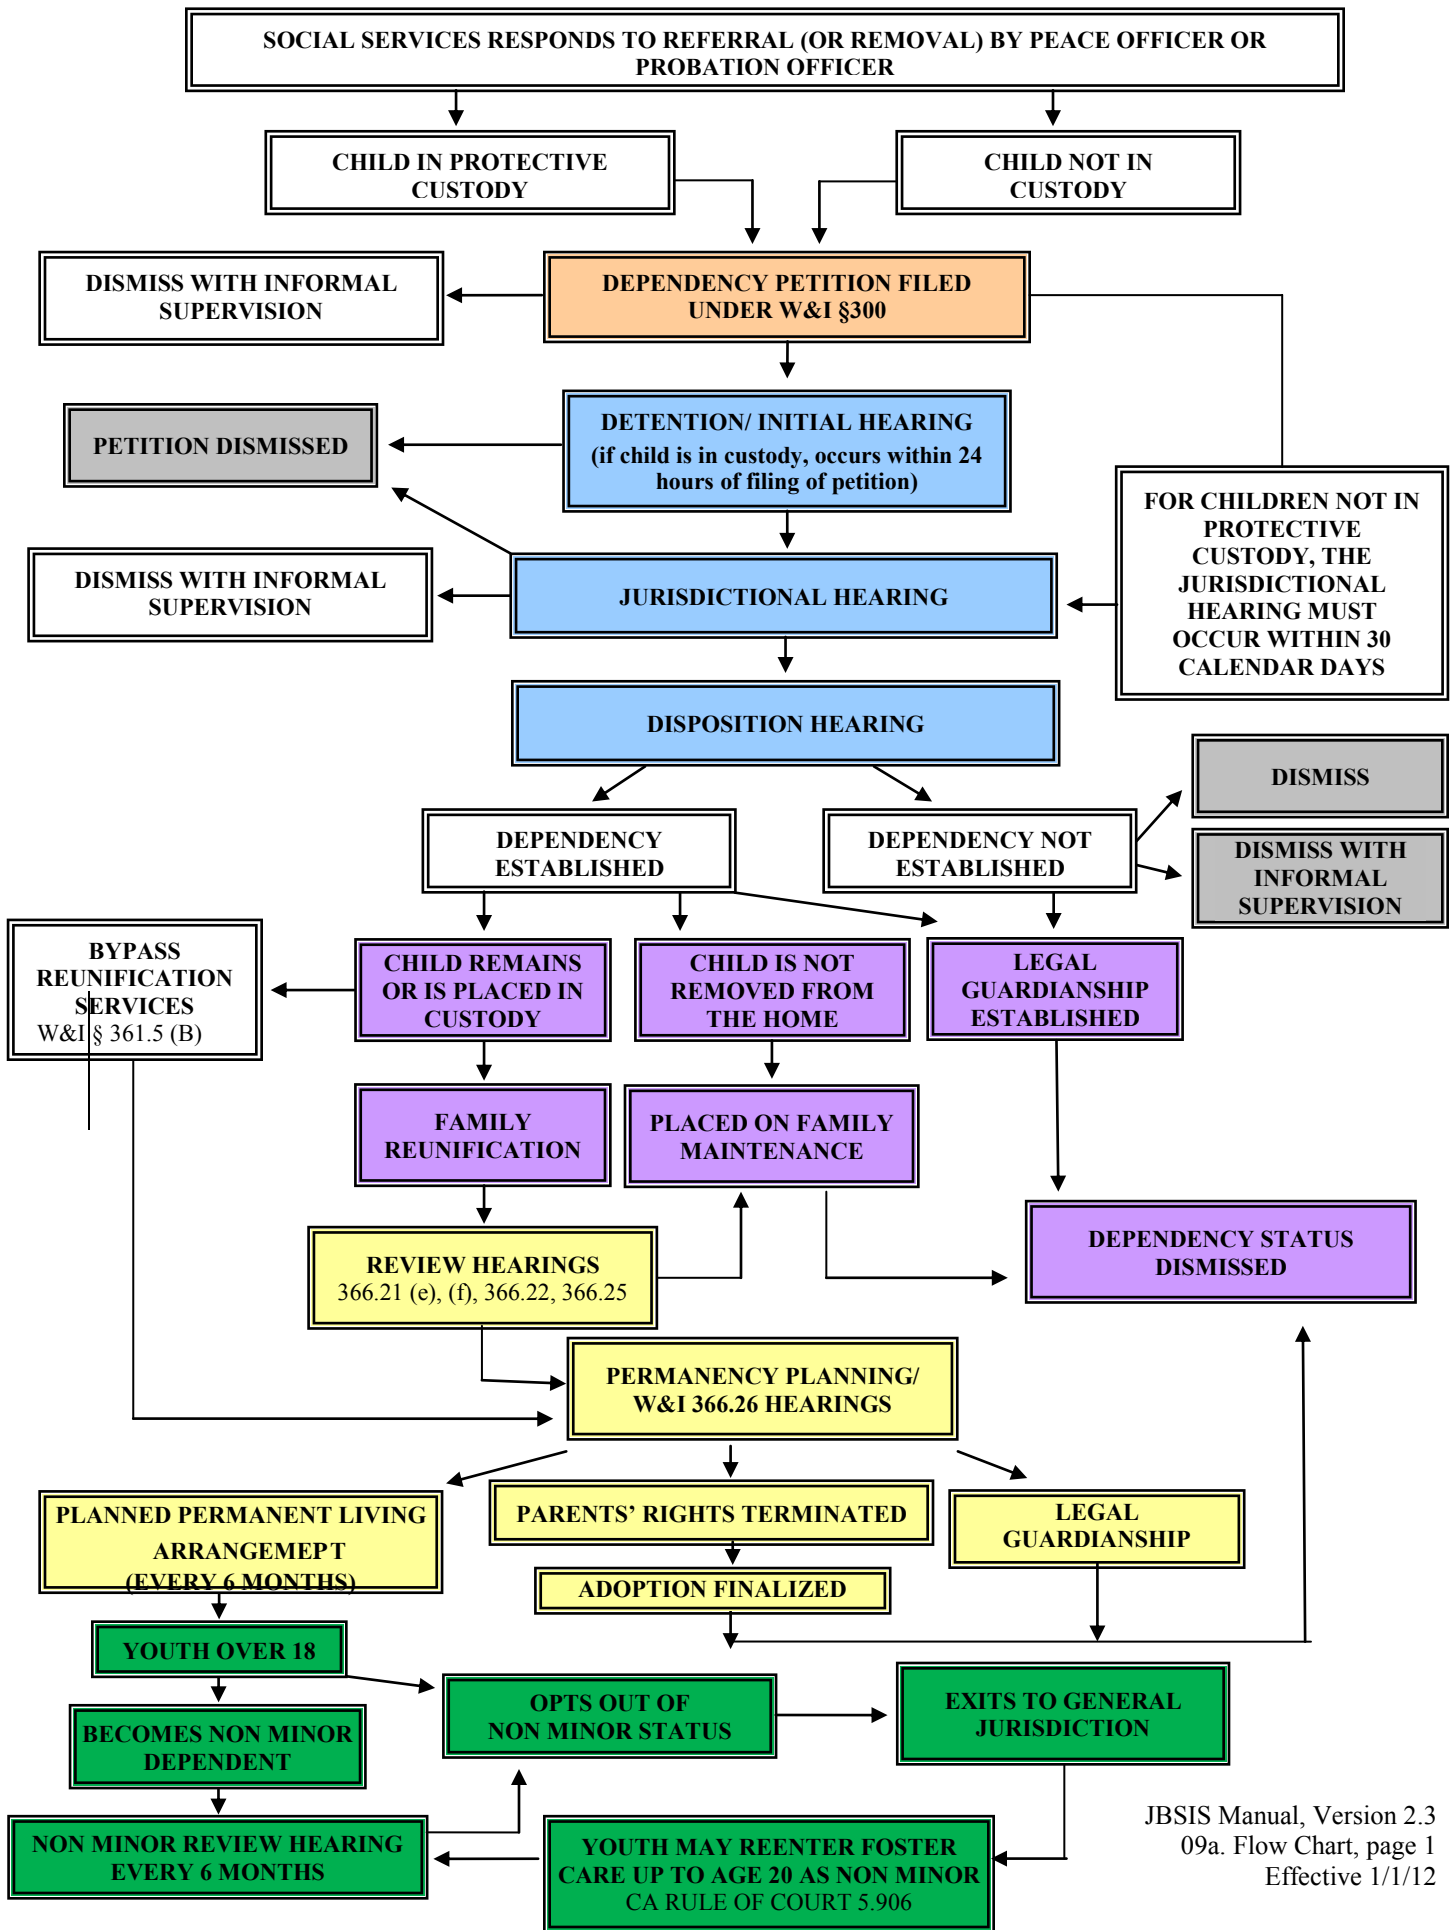 SOCIAL SERVICES RESPONDS TO REFERRAL (OR REMOVAL) BY PEACE OFFICER OR
PROBATION OFFICER
CHILD IN PROTECTIVE
CUSTODY
CHILD NOT IN
CUSTODY
DISMISS WITH INFORMAL
SUPERVISION
DEPENDENCY PETITION FILED
UNDER W&I §300
PETITION DISMISSED
DETENTION/ INITIAL HEARING
(if child is in custody, occurs within 24
hours of filing of petition)
FOR CHILDREN NOT IN
PROTECTIVE
CUSTODY, THE
JURISDICTIONAL
HEARING MUST
OCCUR WITHIN 30
CALENDAR DAYS
DISMISS WITH INFORMAL
SUPERVISION
JURISDICTIONAL HEARING
DISPOSITION HEARING
DISMISS
DEPENDENCY
ESTABLISHED
DEPENDENCY NOT
ESTABLISHED
DISMISS WITH
INFORMAL
SUPERVISION
BYPASS
REUNIFICATION
SERVICES
W&I § 361.5 (B)
CHILD REMAINS
OR IS PLACED IN
CUSTODY
CHILD IS NOT
REMOVED FROM
THE HOME
LEGAL
GUARDIANSHIP
ESTABLISHED
FAMILY
REUNIFICATION
PLACED ON FAMILY
MAINTENANCE
REVIEW HEARINGS
366.21 (e), (f), 366.22, 366.25
DEPENDENCY STATUS
DISMISSED
PERMANENCY PLANNING/
W&I 366.26 HEARINGS
PLANNED PERMANENT LIVING
ARRANGEMEPT
(EVERY 6 MONTHS)
PARENTS’ RIGHTS TERMINATED
LEGAL
GUARDIANSHIP
ADOPTION FINALIZED
YOUTH OVER 18
OPTS OUT OF
NON MINOR STATUS
EXITS TO GENERAL
JURISDICTION
BECOMES NON MINOR
DEPENDENT
NON MINOR REVIEW HEARING
EVERY 6 MONTHS
YOUTH MAY REENTER FOSTER
CARE UP TO AGE 20 AS NON MINOR
CA RULE OF COURT 5.906
JBSIS Manual, Version 2.3
09a. Flow Chart, page 1
Effective 1/1/12